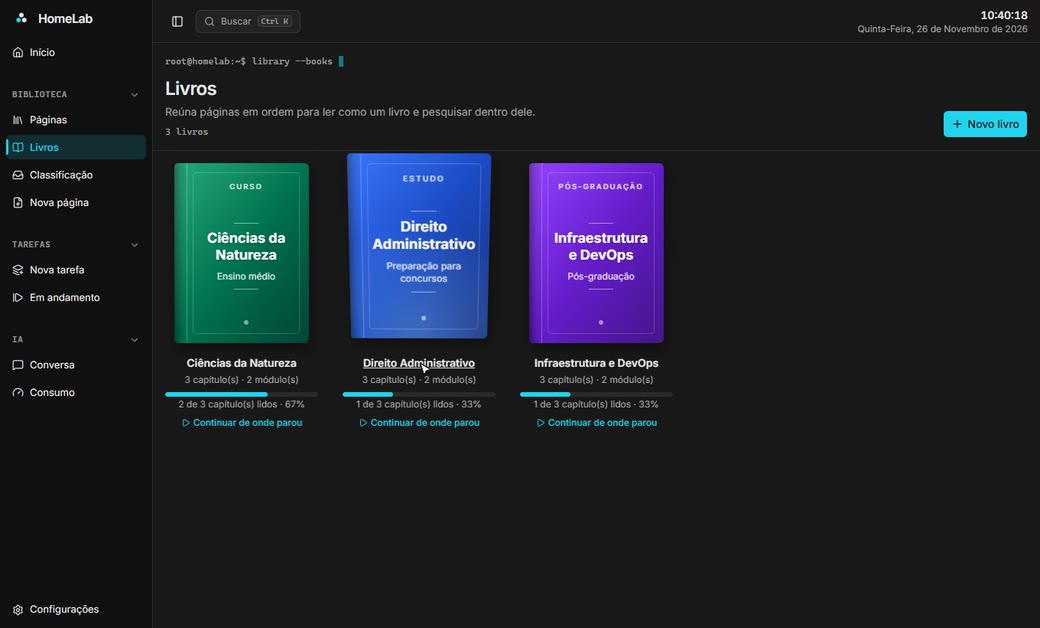 HomeLab
Buscar Ctrl K
10:40:18
Quinta-Feira, 26 de Novembro de 2026
Início
BIBLIOTECA
Páginas
Livros
Classificação
Nova página
TAREFAS
Nova tarefa
Em andamento
IA
Conversa
Consumo
Configurações
root@homelab:~$ library --books
Livros
Reúna páginas em ordem para ler como um livro e pesquisar dentro dele.
3 livros
+ Novo livro
CURSO
Ciências da
Natureza
Ensino médio
Ciências da Natureza
3 capítulo(s) · 2 módulo(s)
2 de 3 capítulo(s) lidos · 67%
Continuar de onde parou
ESTUDO
Direito
Administrativo
Preparação para
concursos
Direito Administrativo
3 capítulo(s) · 2 módulo(s)
1 de 3 capítulo(s) lidos · 33%
Continuar de onde parou
PÓS-GRADUAÇÃO
Infraestrutura
e DevOps
Pós-graduação
Infraestrutura e DevOps
3 capítulo(s) · 2 módulo(s)
1 de 3 capítulo(s) lidos · 33%
Continuar de onde parou